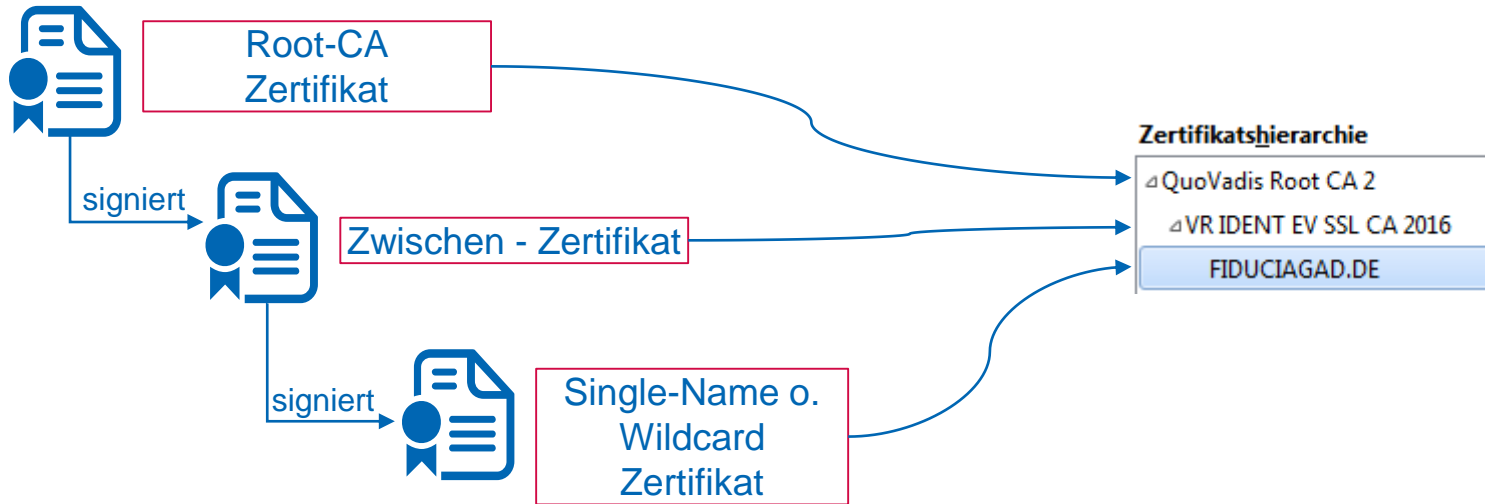 Root-CA
Zertifikat
signiert
Zwischen - Zertifikat
signiert
Single-Name o.
Wildcard
Zertifikat
Zertifikatshierarchie
QuoVadis Root CA 2
VR IDENT EV SSL CA 2016
FIDUCIAGAD.DE